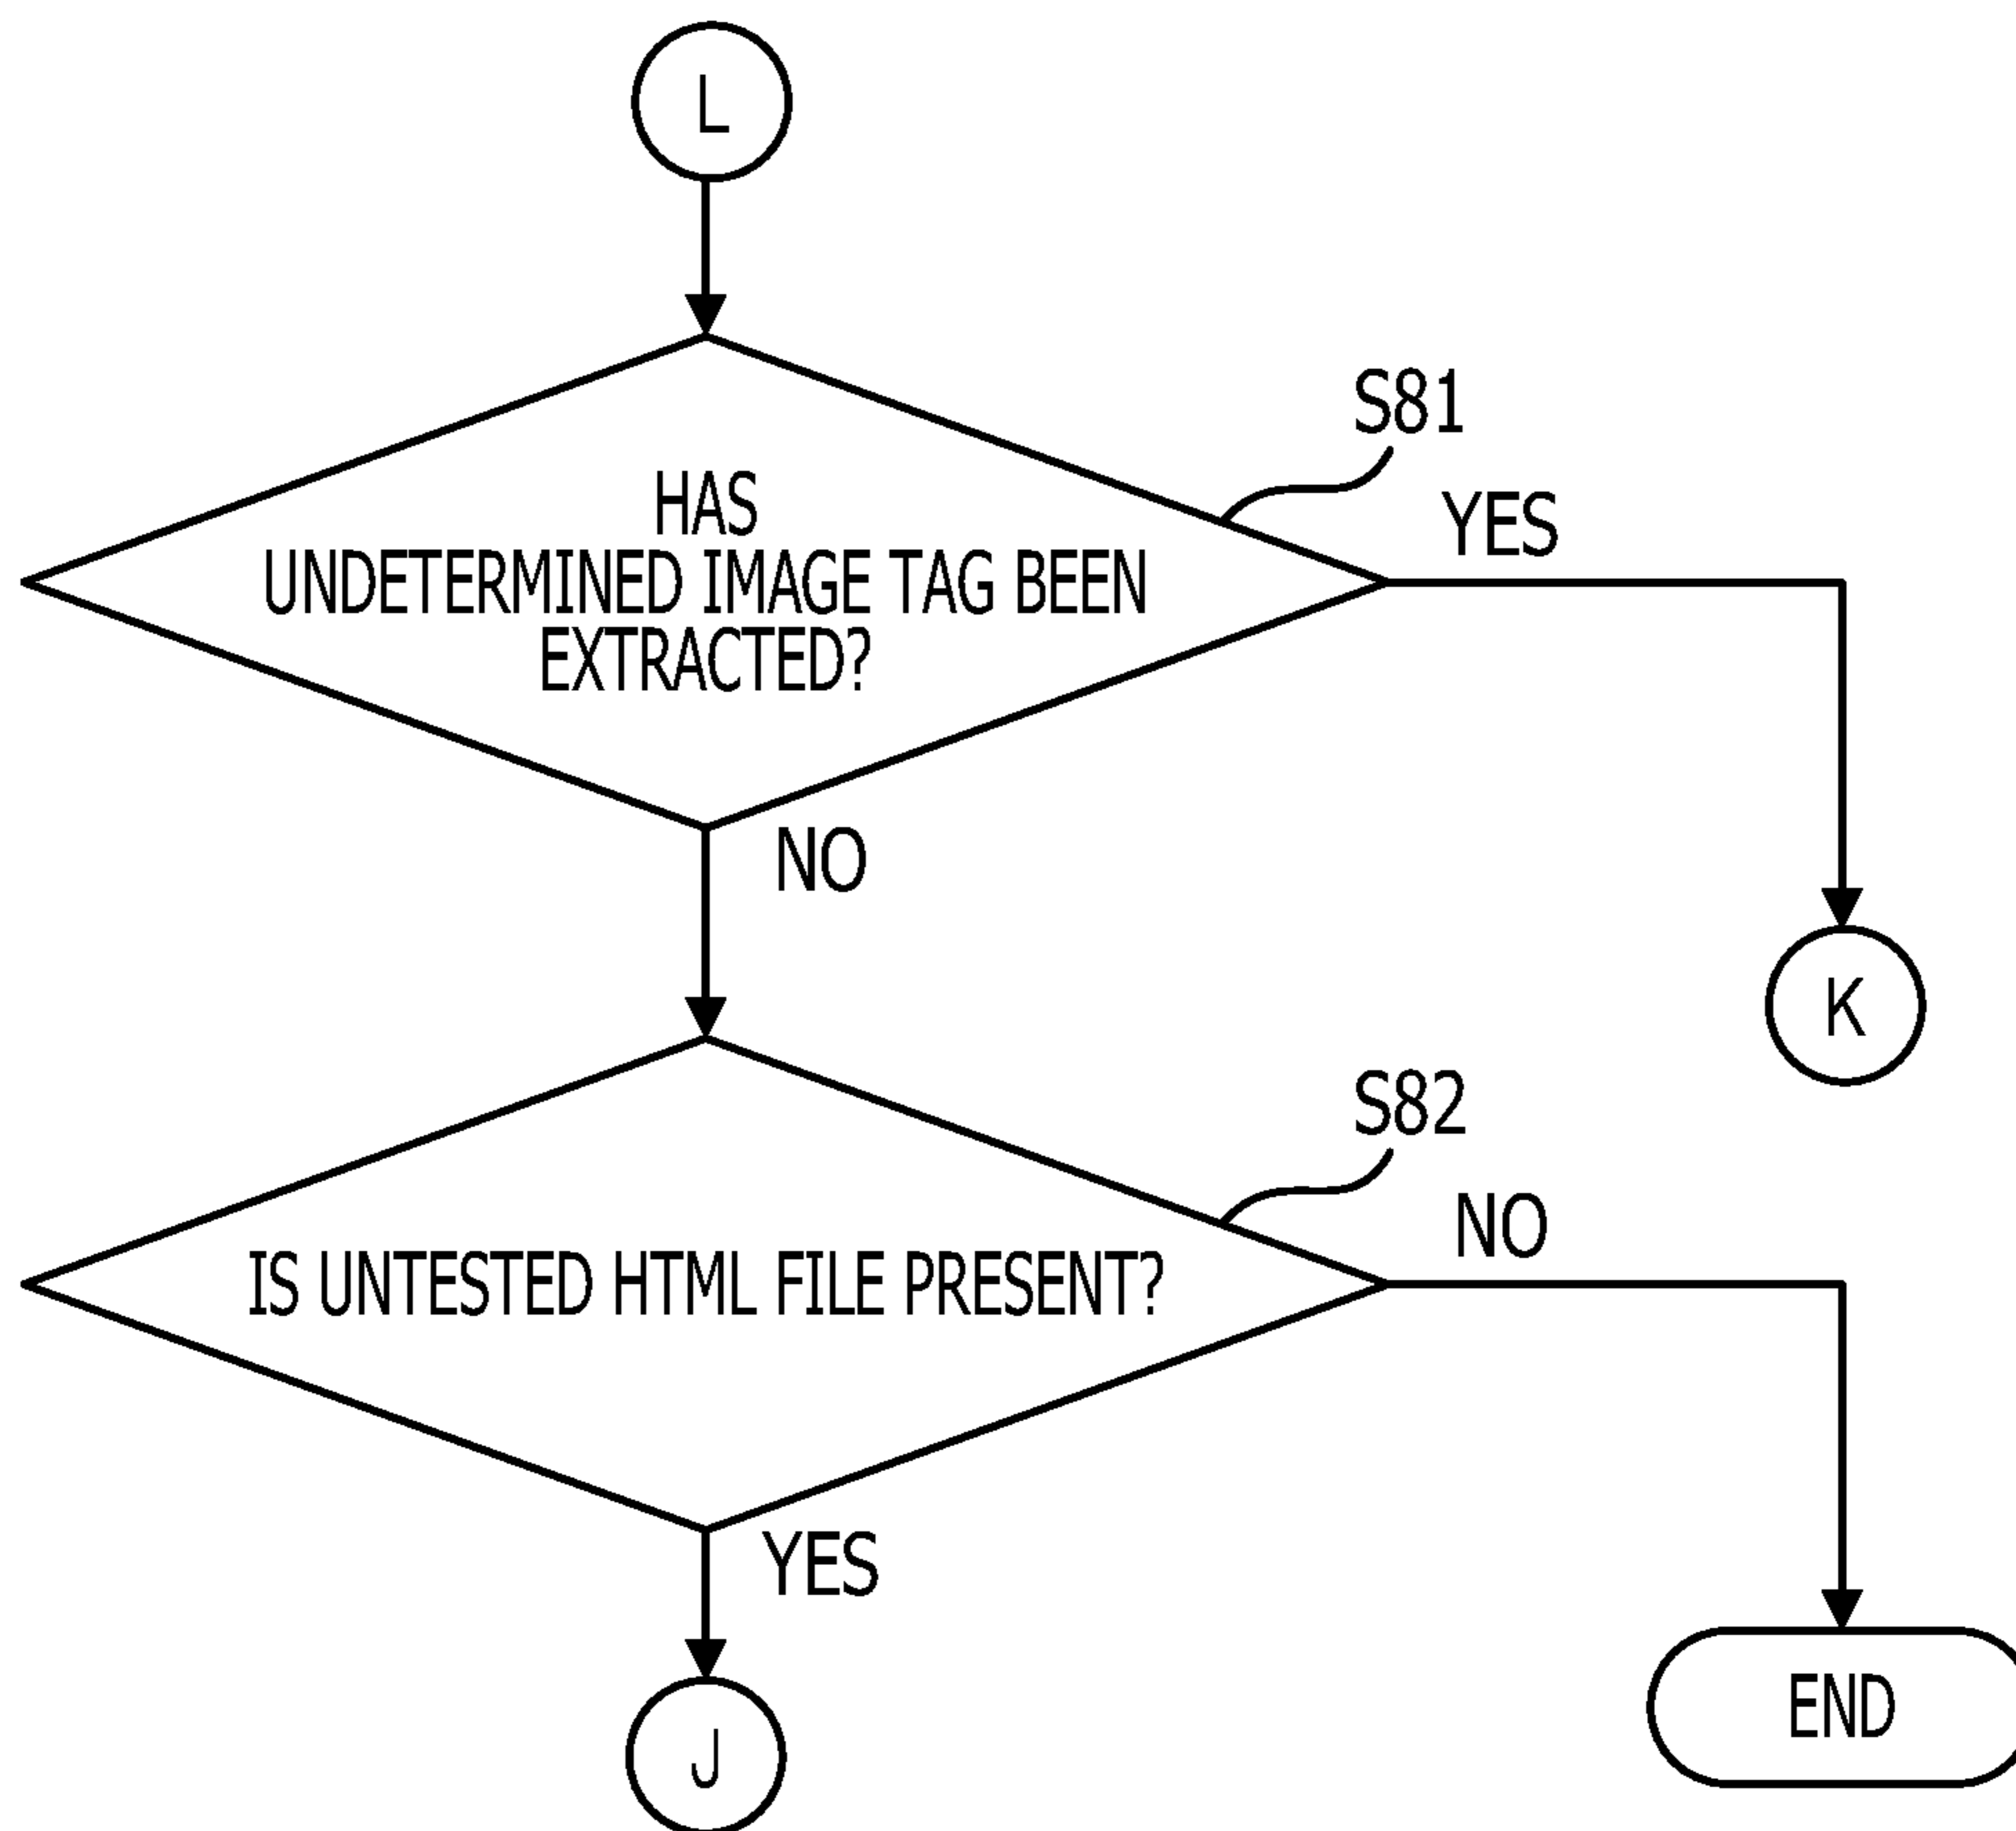 L
S81
HAS
UNDETERMINED IMAGE TAG BEEN
EXTRACTED?
YES
NO
K
S82
IS UNTESTED HTML FILE PRESENT?
NO
YES
END
J